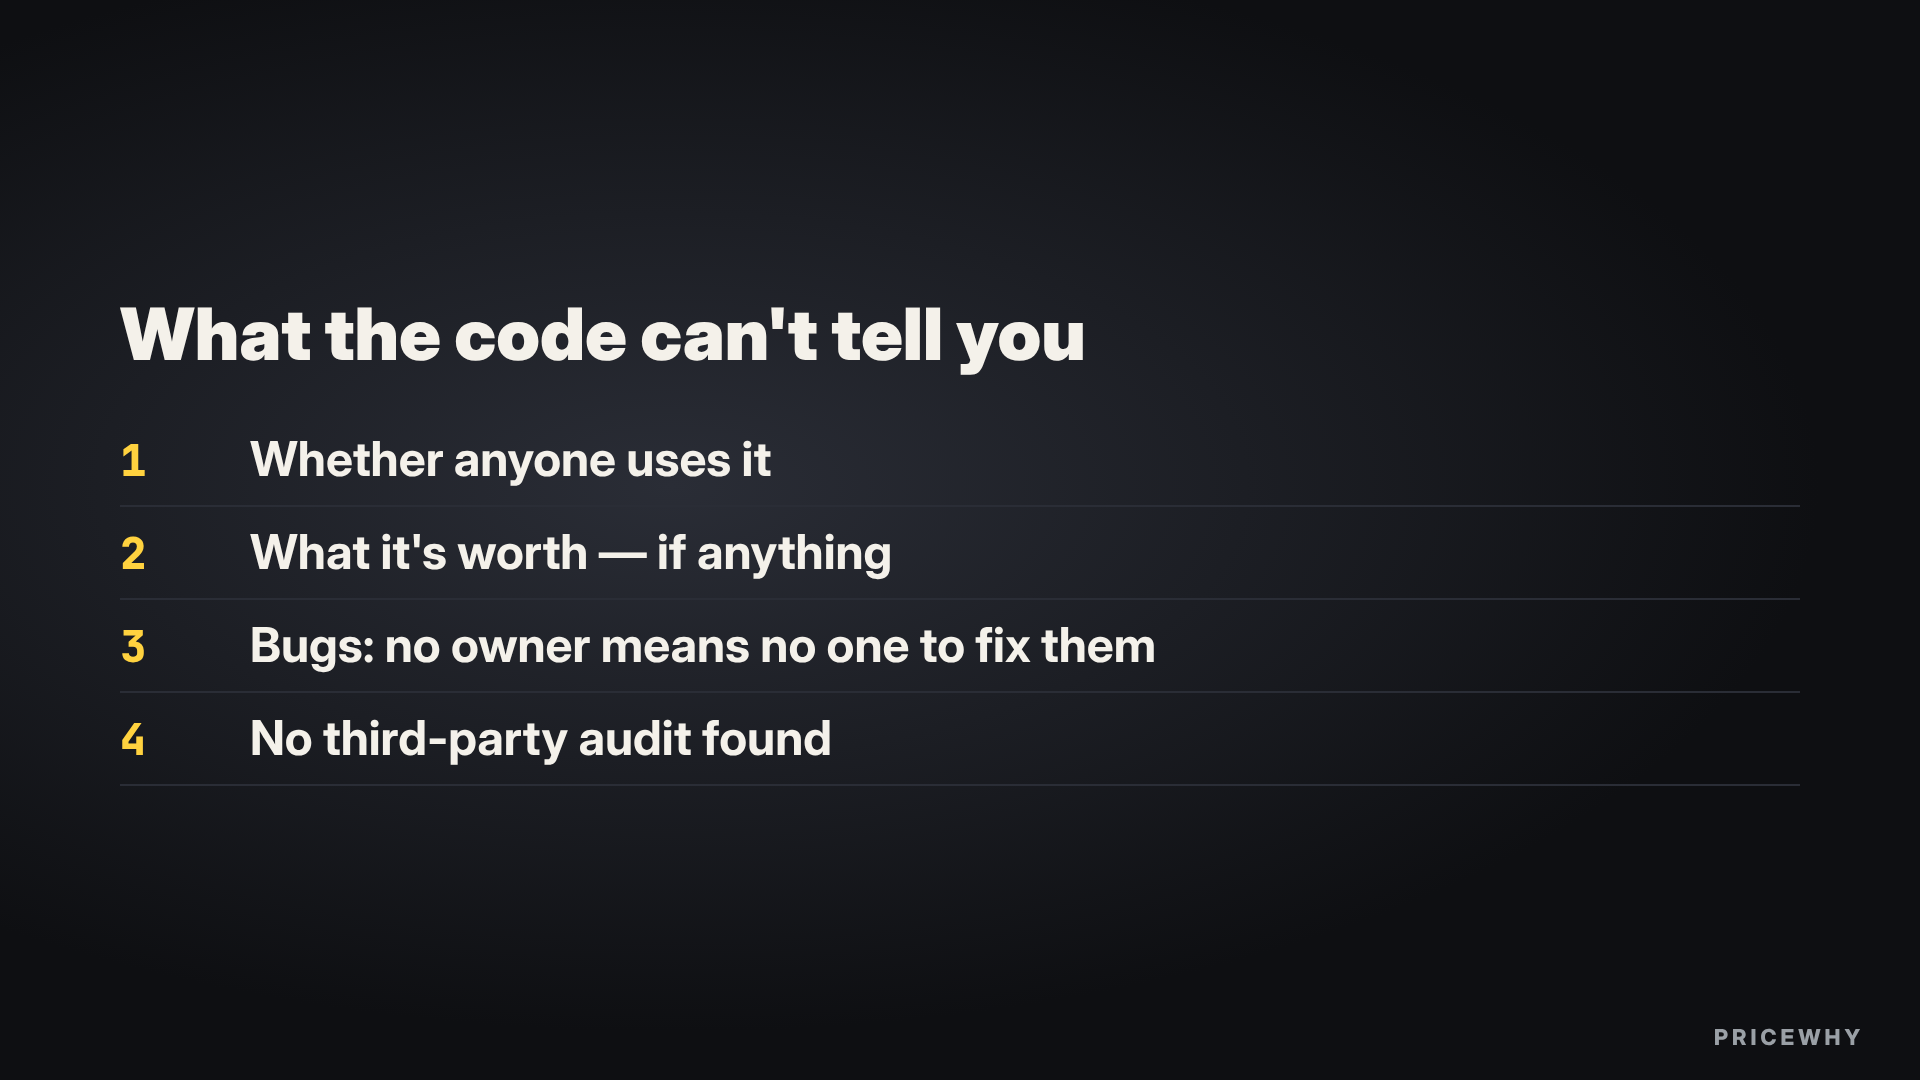 What the code can't tell you
1 Whether anyone uses it
2 What it's worth — if anything
3 Bugs: no owner means no one to fix them
4 No third-party audit found
PRICEWHY